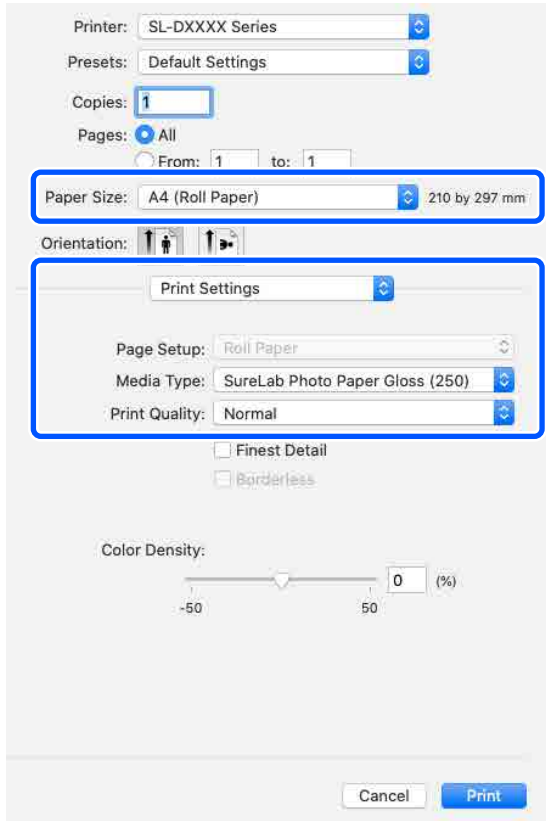 Printer: SL-DXXXX Series
Presets: Default Settings
Copies: 1
Pages: All
From: 1 to: 1
Paper Size: A4 (Roll Paper) 210 by 297 mm
Orientation:
Print Settings
Page Setup: Roll Paper
Media Type: SureLab Photo Paper Gloss (250)
Print Quality: Normal
Finest Detail
Borderless
Color Density:
0 (%)
-50 50
Cancel Print